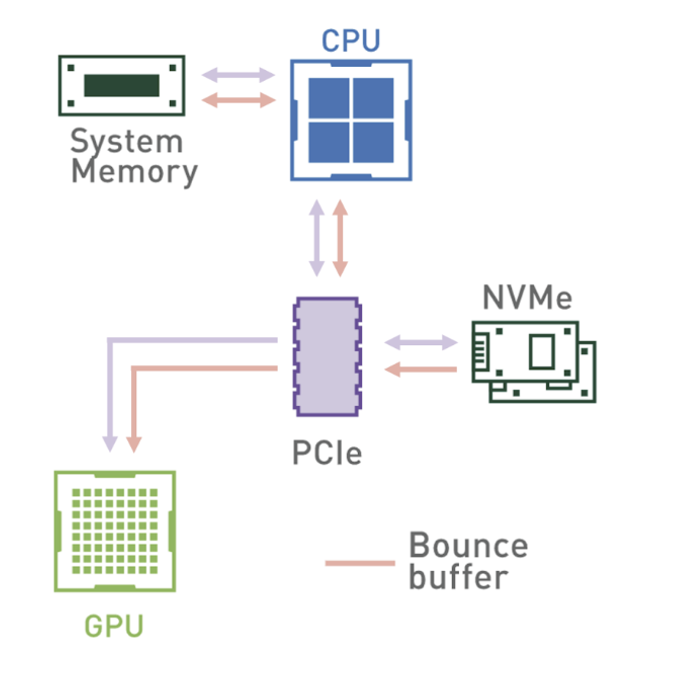 CPU
System
Memory
NVMe
PCIe
Bounce
buffer
GPU